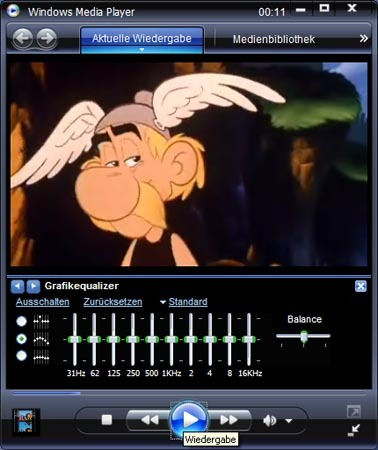 Windows Media Player 00:11
Aktuelle Wiedergabe Medienbibliothek »
Grafikequalizer
Ausschalten Zurücksetzen Standard
Balance
31Hz 62 125 250 500 1KHz 2 4 8 16KHz
Wiedergabe